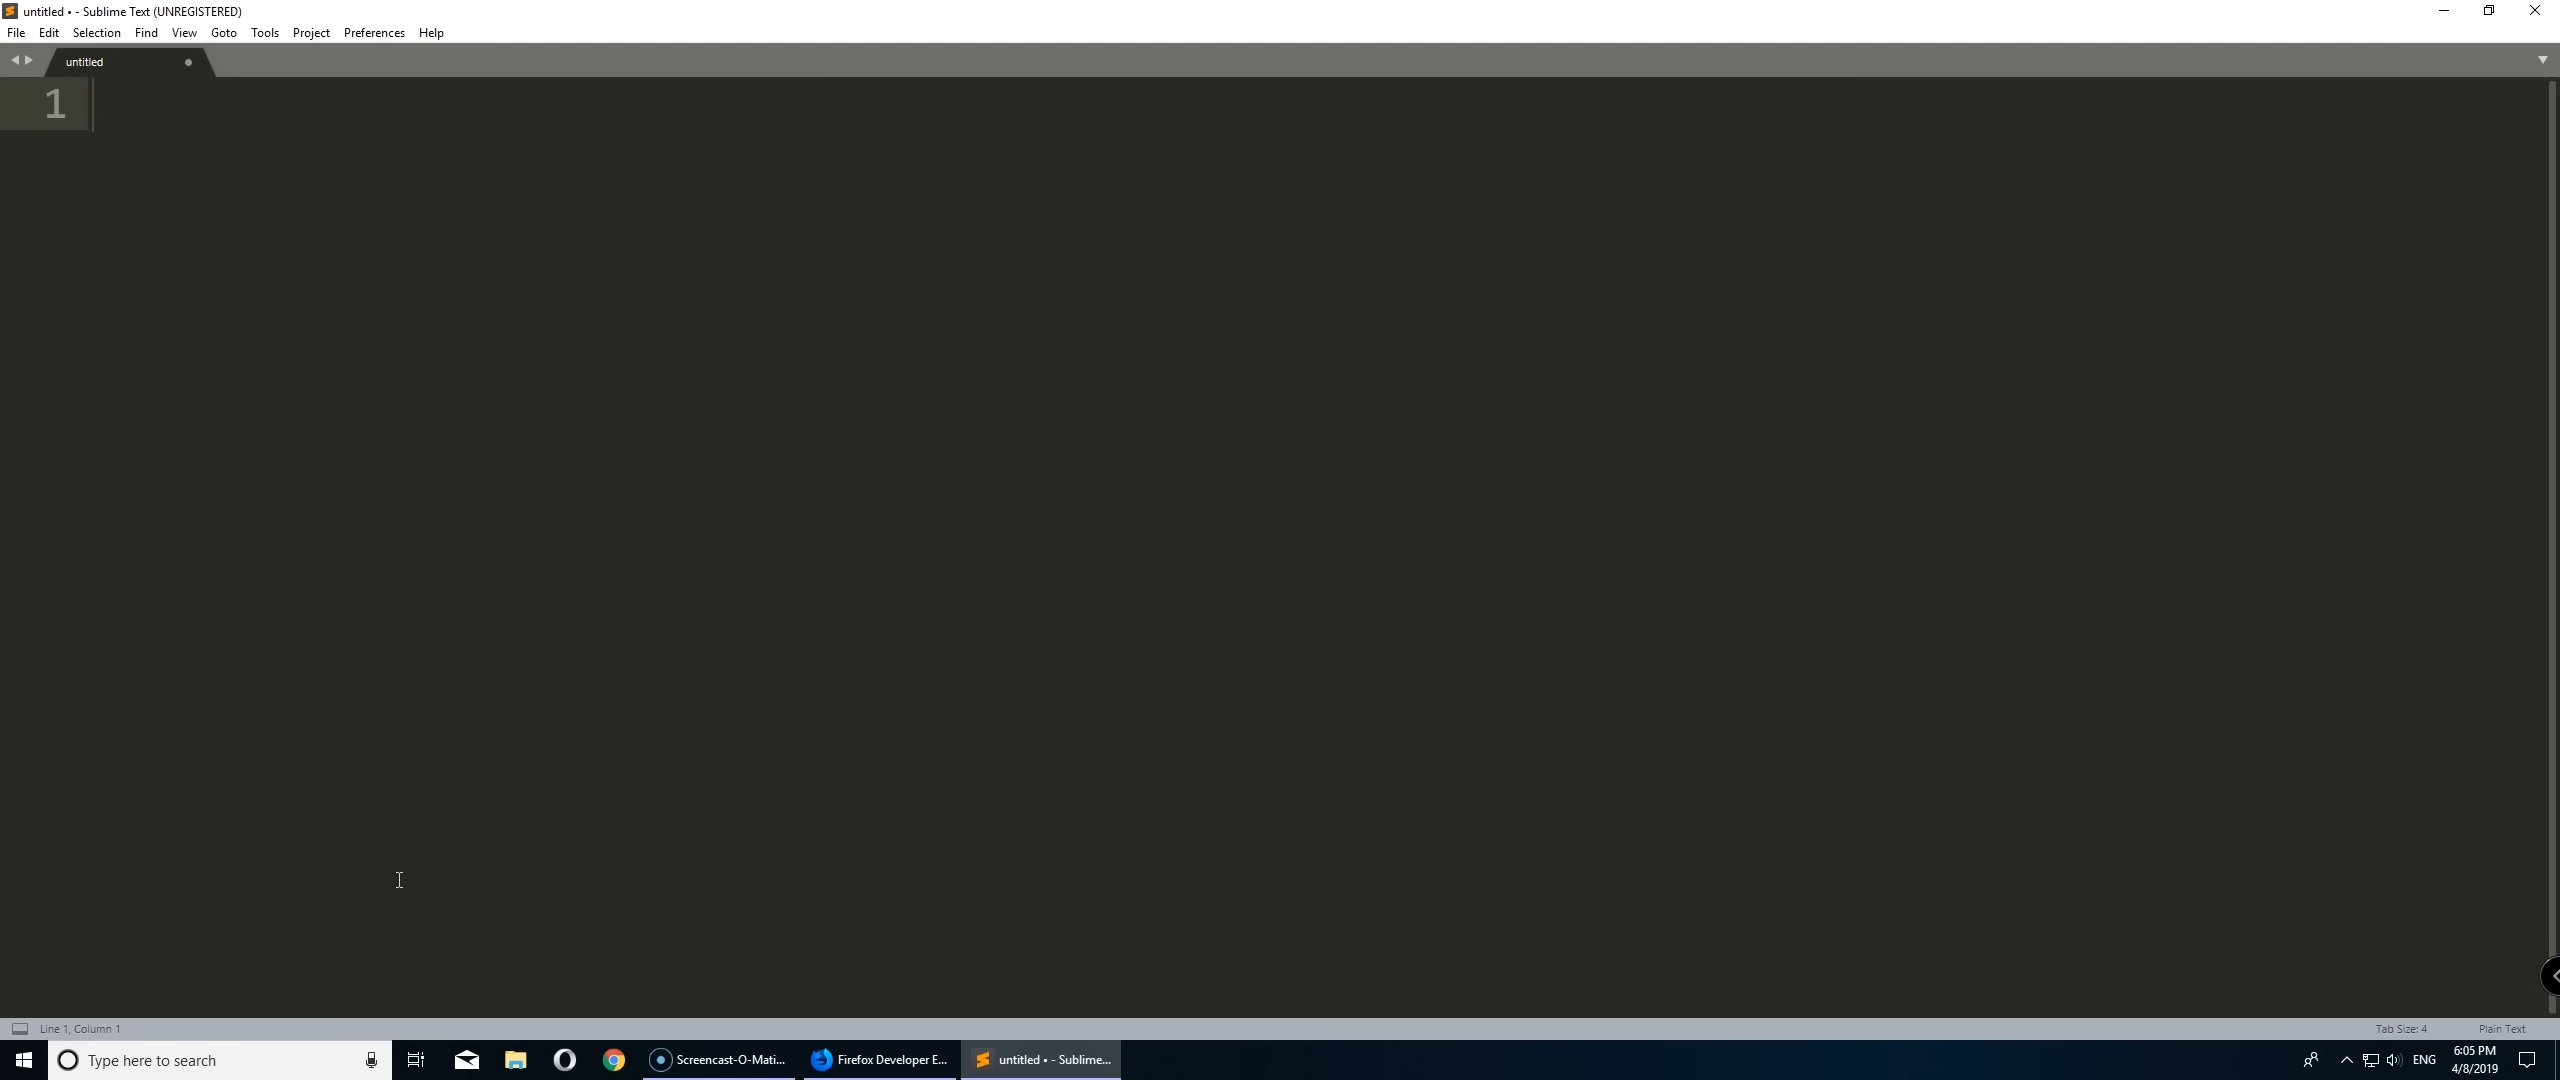 untitled • - Sublime Text (UNREGISTERED)
File Edit Selection Find View Goto Tools Project Preferences Help
untitled
1
Line 1, Column 1
Tab Size: 4
Plain Text
Type here to search
Screencast-O-Mati...
Firefox Developer E...
untitled • - Sublime...
ENG
6:05 PM
4/8/2019